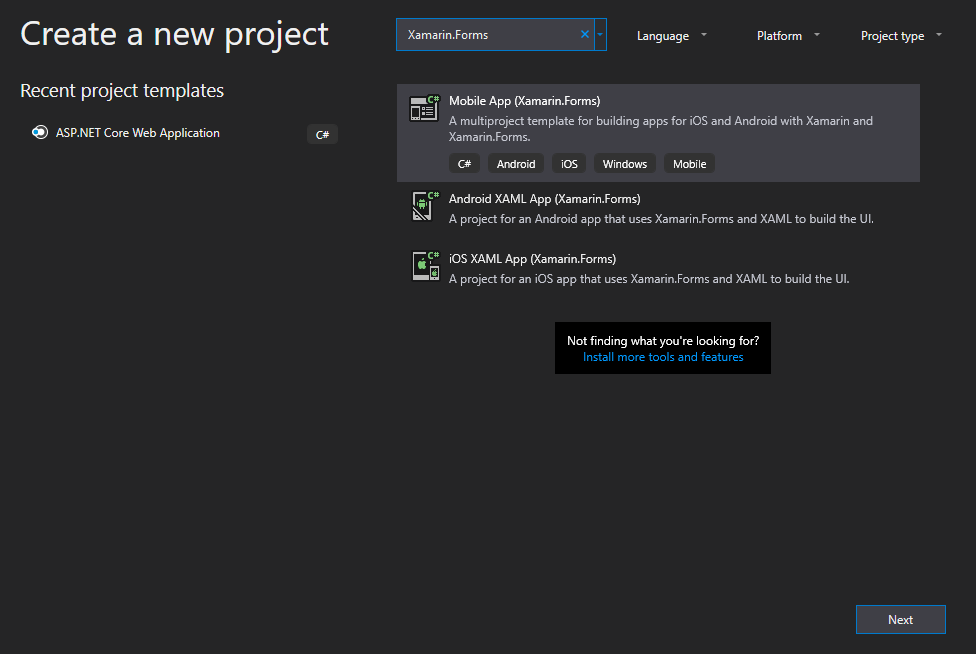 Create a new project
Xamarin.Forms
Language
Platform
Project type
Recent project templates
ASP.NET Core Web Application
C#
Mobile App (Xamarin.Forms)
A multiproject template for building apps for iOS and Android with Xamarin and
Xamarin.Forms.
C# Android iOS Windows Mobile
C#
Android XAML App (Xamarin.Forms)
A project for an Android app that uses Xamarin.Forms and XAML to build the UI.
C#
iOS XAML App (Xamarin.Forms)
A project for an iOS app that uses Xamarin.Forms and XAML to build the UI.
C#
Not finding what you're looking for?
Install more tools and features
Next